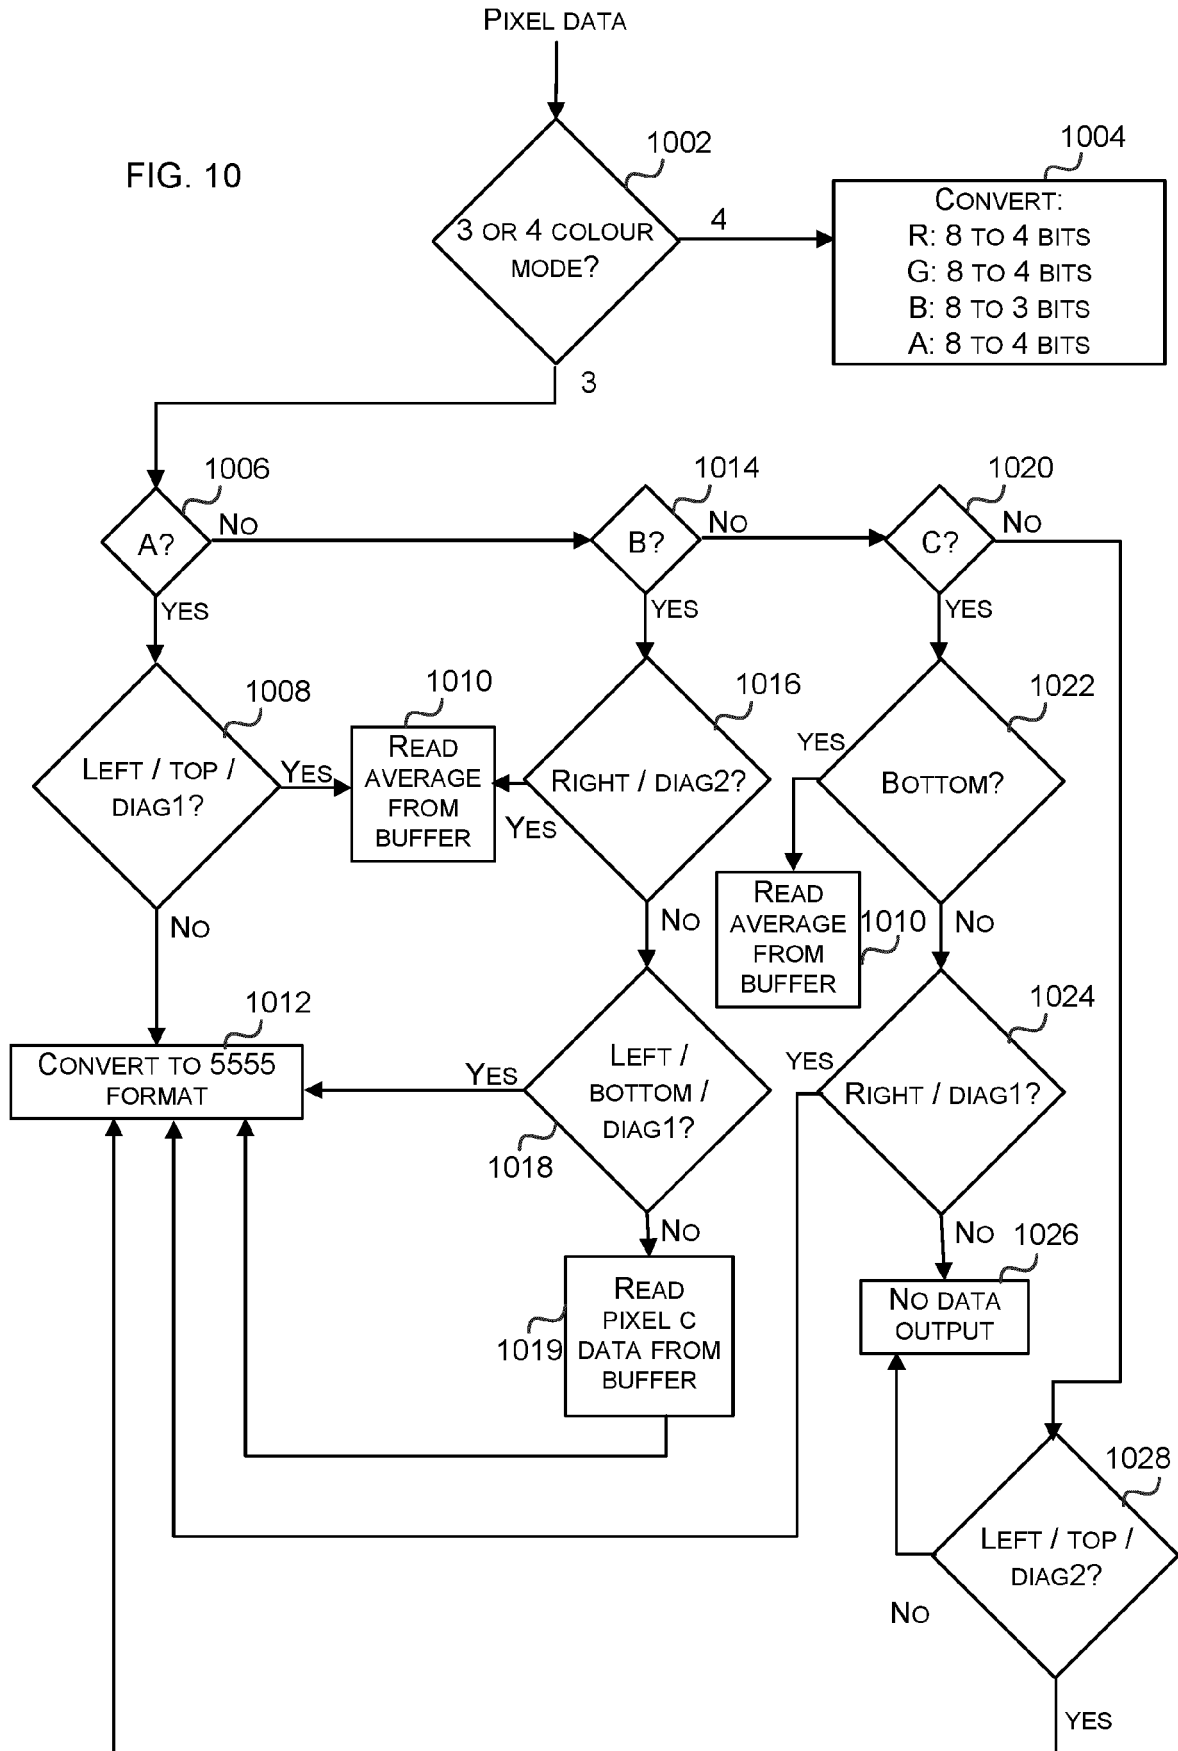 PIXEL DATA
FIG. 10
1002
3 OR 4 COLOUR
MODE?
4
3
1004
CONVERT:
R: 8 TO 4 BITS
G: 8 TO 4 BITS
B: 8 TO 3 BITS
A: 8 TO 4 BITS
1006
A?
NO
YES
1014
B?
NO
YES
1020
C?
NO
YES
1008
LEFT / TOP /
DIAG1?
YES
NO
1010
READ
AVERAGE
FROM
BUFFER
1016
RIGHT / DIAG2?
YES
NO
1022
BOTTOM?
YES
NO
READ
AVERAGE
FROM
BUFFER
1010
1012
CONVERT TO 5555
FORMAT
LEFT /
BOTTOM /
DIAG1?
YES
1018
NO
1024
RIGHT / DIAG1?
YES
NO
READ
PIXEL C
DATA FROM
BUFFER
1019
1026
NO DATA
OUTPUT
1028
LEFT / TOP /
DIAG2?
NO
YES